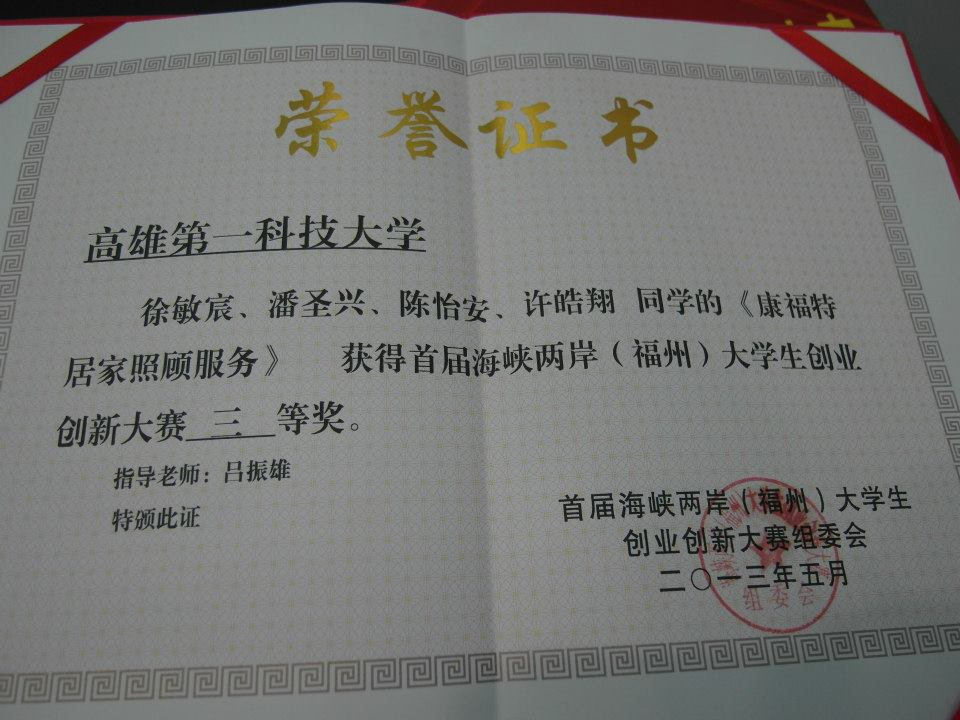 荣誉证书
高雄第一科技大学
徐敏宸、潘圣兴、陈怡安、许皓翔 同学的《康福特
居家照顾服务》 获得首届海峡两岸（福州）大学生创业
创新大赛 三 等奖。
指导老师：吕振雄
特颁此证
首届海峡两岸（福州）大学生
创业创新大赛组委会
二〇一三年五月
组委会